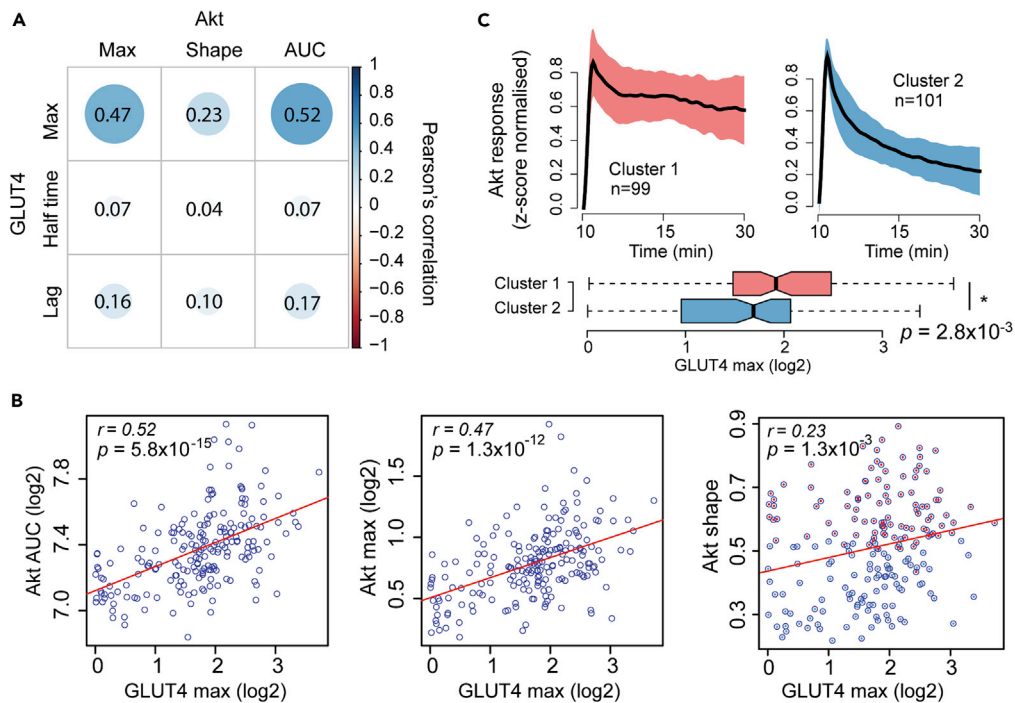 A
Akt
Max Shape AUC
GLUT4
Max
Half time
Lag
0.47 0.23 0.52
0.07 0.04 0.07
0.16 0.10 0.17
1
0.8
0.6
0.4
0.2
0
−0.2
−0.4
−0.6
−0.8
−1
Pearson's correlation
C
Akt response
(z-score normalised)
0.8
0.6
0.4
0.2
0.0
Cluster 1
n=99
10 15 30
Time (min)
0.8
0.6
0.4
0.2
0.0
Cluster 2
n=101
10 15 30
Time (min)
Cluster 1
Cluster 2
*
p = 2.8x10-3
0 1 2 3
GLUT4 max (log2)
B
r = 0.52
p = 5.8x10-15
Akt AUC (log2)
7.8
7.4
7.0
0 1 2 3
GLUT4 max (log2)
r = 0.47
p = 1.3x10-12
Akt max (log2)
1.5
1.0
0.5
0 1 2 3
GLUT4 max (log2)
r = 0.23
p = 1.3x10-3
Akt shape
0.9
0.7
0.5
0.3
0 1 2 3
GLUT4 max (log2)